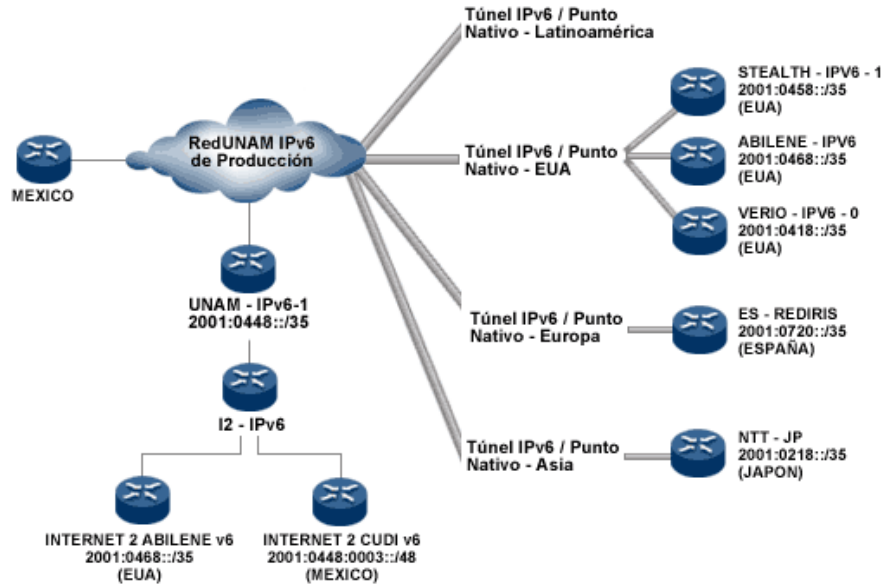 Túnel IPv6 / Punto
Nativo - Latinoamérica
STEALTH - IPV6 - 1
2001:0458::/35
(EUA)
RedUNAM IPv6
de Producción
Túnel IPv6 / Punto
Nativo - EUA
ABILENE - IPV6
2001:0468::/35
(EUA)
MEXICO
VERIO - IPV6 - 0
2001:0418::/35
(EUA)
UNAM - IPv6-1
2001:0448::/35
Túnel IPv6 / Punto
Nativo - Europa
ES - REDIRIS
2001:0720::/35
(ESPAÑA)
I2 - IPv6
Túnel IPv6 / Punto
Nativo - Asia
NTT - JP
2001:0218::/35
(JAPON)
INTERNET 2 ABILENE v6
2001:0468::/35
(EUA)
INTERNET 2 CUDI v6
2001:0448:0003::/48
(MEXICO)